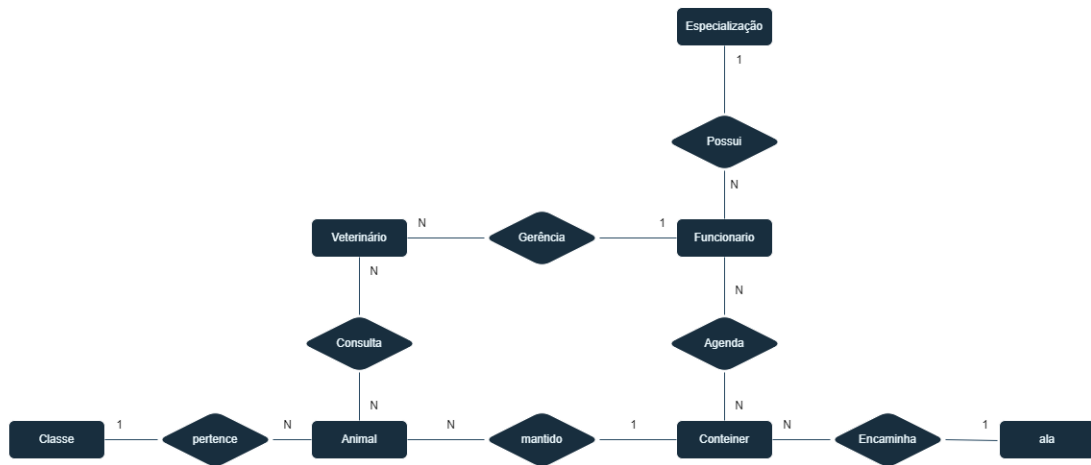 Especialização
1
Possui
N
Veterinário
N
Gerência
1
Funcionario
N
N
Consulta
Agenda
N
N
Classe
1
pertence
N
Animal
N
mantido
1
Conteiner
N
Encaminha
1
ala